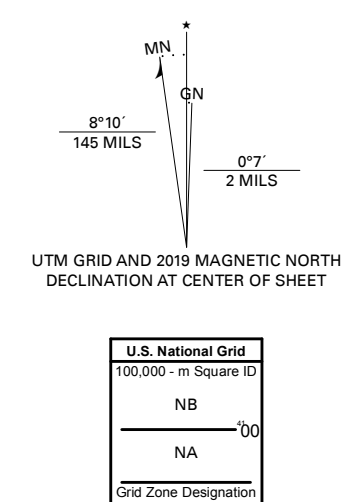 ★
MN
GN
8°10´
145 MILS
0°7´
2 MILS
UTM GRID AND 2019 MAGNETIC NORTH
DECLINATION AT CENTER OF SHEET
U.S. National Grid
100,000 - m Square ID
NB
4100
NA
Grid Zone Designation